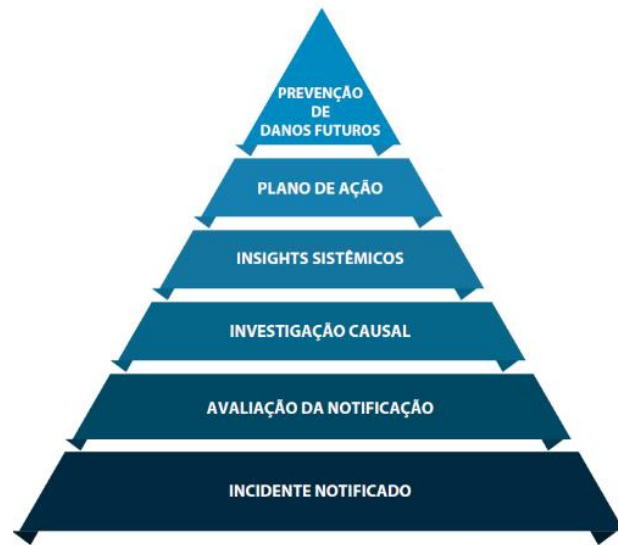 PREVENÇÃO
DE
DANOS FUTUROS
PLANO DE AÇÃO
INSIGHTS SISTÊMICOS
INVESTIGAÇÃO CAUSAL
AVALIAÇÃO DA NOTIFICAÇÃO
INCIDENTE NOTIFICADO